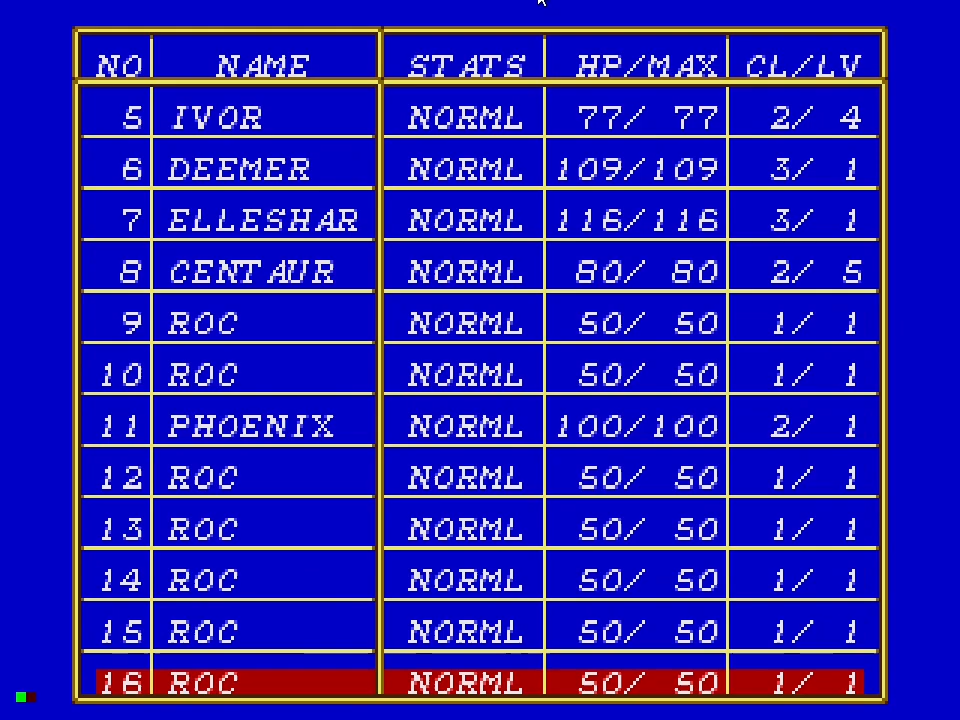 NO NAME STATS HP/MAX CL/LV
5 IVOR NORML 77/ 77 2/ 4
6 DEEMER NORML 109/109 3/ 1
7 ELLESHAR NORML 116/116 3/ 1
8 CENTAUR NORML 80/ 80 2/ 5
9 ROC NORML 50/ 50 1/ 1
10 ROC NORML 50/ 50 1/ 1
11 PHOENIX NORML 100/100 2/ 1
12 ROC NORML 50/ 50 1/ 1
13 ROC NORML 50/ 50 1/ 1
14 ROC NORML 50/ 50 1/ 1
15 ROC NORML 50/ 50 1/ 1
16 ROC NORML 50/ 50 1/ 1